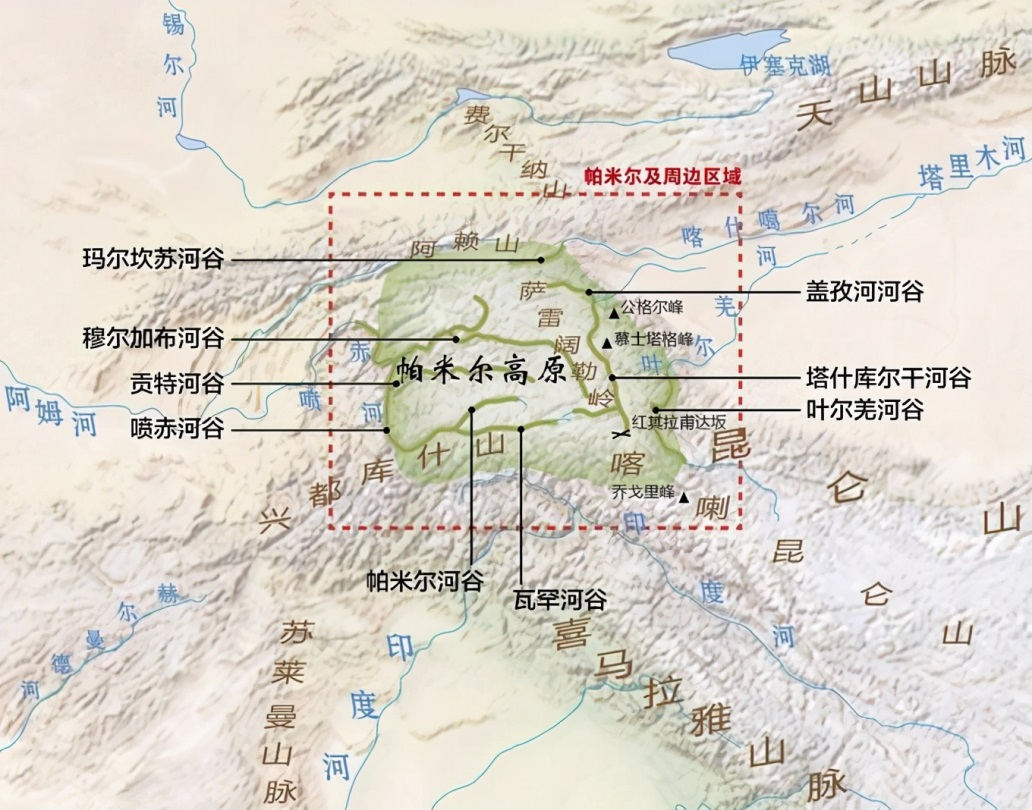 锡尔河
伊塞克湖
天山山脉
费尔干纳山
塔里木河
帕米尔及周边区域
喀什噶尔河
阿赖山
玛尔坎苏河谷
萨雷阔勒岭
盖孜河河谷
公格尔峰
慕士塔格峰
叶尔羌河
穆尔加布河谷
帕米尔高原
贡特河谷
塔什库尔干河谷
叶尔羌河谷
阿姆河
喷赤河
喷赤河谷
红其拉甫达坂
兴都库什山
喀喇昆仑山
昆仑山
乔戈里峰
印度河
帕米尔河谷
瓦罕河谷
赫尔曼德河
苏莱曼山脉
印度河
喜马拉雅山脉